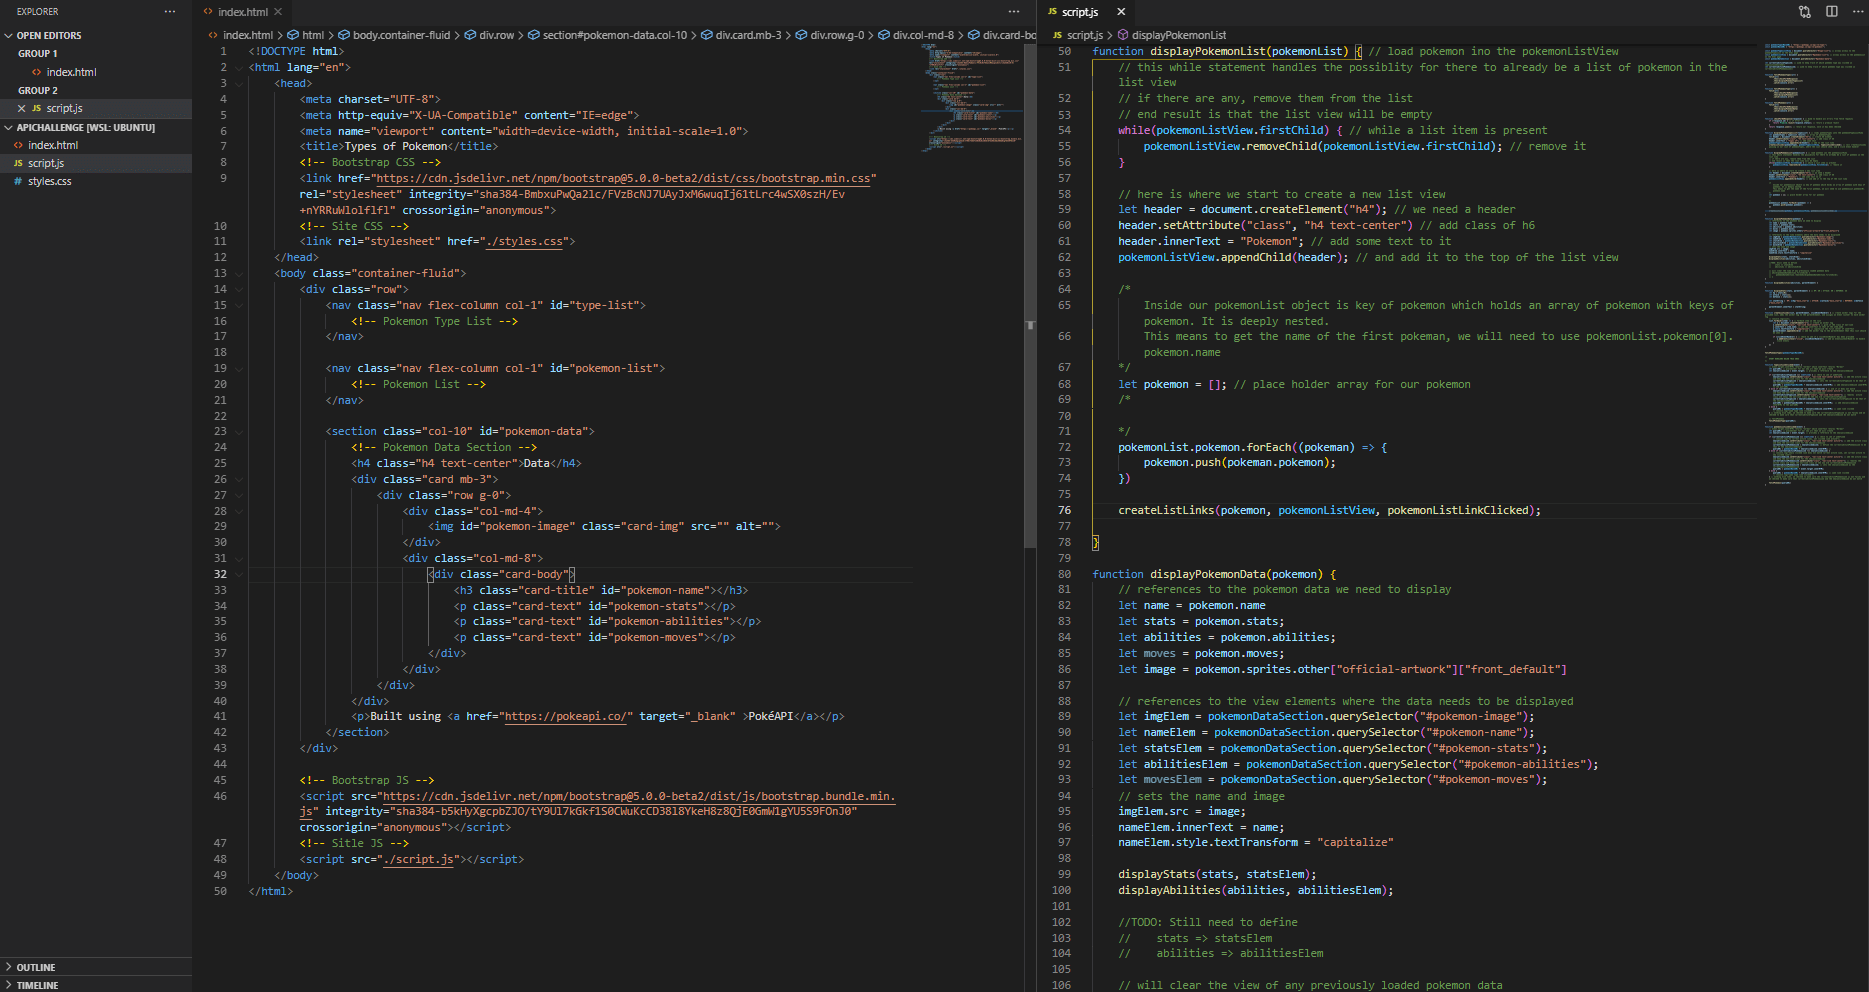 EXPLORER
OPEN EDITORS
GROUP 1
index.html
GROUP 2
JS script.js
APICHALLENGE [WSL: UBUNTU]
<> index.html
JS script.js
# styles.css
OUTLINE
TIMELINE
<> index.html
<> index.html > html > body.container-fluid > div.row > section#pokemon-data.col-10 > div.card.mb-3 > div.row.g-0 > div.col-md-8 > div.card-bo
1 <!DOCTYPE html>
2 <html lang="en">
3 <head>
4 <meta charset="UTF-8">
5 <meta http-equiv="X-UA-Compatible" content="IE=edge">
6 <meta name="viewport" content="width=device-width, initial-scale=1.0">
7 <title>Types of Pokemon</title>
8 <!-- Bootstrap CSS -->
9 <link href="https://cdn.jsdelivr.net/npm/bootstrap@5.0.0-beta2/dist/css/bootstrap.min.css"
rel="stylesheet"
crossorigin="anonymous">
10 <!-- Site CSS -->
11 <link rel="stylesheet" href="./styles.css">
12 </head>
13 <body class="container-fluid">
14 <div class="row">
15 <nav class="nav flex-column col-1" id="type-list">
16 <!-- Pokemon Type List -->
17 </nav>
18
19 <nav class="nav flex-column col-1" id="pokemon-list">
20 <!-- Pokemon List -->
21 </nav>
22
23 <section class="col-10" id="pokemon-data">
24 <!-- Pokemon Data Section -->
25 <h4 class="h4 text-center">Data</h4>
26 <div class="card mb-3">
27 <div class="row g-0">
28 <div class="col-md-4">
29 <img id="pokemon-image" class="card-img" src="" alt="">
30 </div>
31 <div class="col-md-8">
32 <div class="card-body">
33 <h3 class="card-title" id="pokemon-name"></h3>
34 <p class="card-text" id="pokemon-stats"></p>
35 <p class="card-text" id="pokemon-abilities"></p>
36 <p class="card-text" id="pokemon-moves"></p>
37 </div>
38 </div>
39 </div>
40 </div>
41 <p>Built using <a href="https://pokeapi.co/" target="_blank" >PokéAPI</a></p>
42 </section>
43 </div>
44
45 <!-- Bootstrap JS -->
46 <script src="https://cdn.jsdelivr.net/npm/bootstrap@5.0.0-beta2/dist/js/bootstrap.bundle.min.
js" integrity="sha384-b5kHyXgcpbZJO/tY9Ul7kGkf1S0CWuKcCD38l8YkeH8z8QjE0GmW1gYU5S9FOnJ0"
crossorigin="anonymous"></script>
47 <!-- Sitle JS -->
48 <script src="./script.js"></script>
49 </body>
50 </html>
JS script.js
JS script.js > displayPokemonList
50 function displayPokemonList(pokemonList) { // load pokemon ino the pokemonListView
51 // this while statement handles the possiblity for there to already be a list of pokemon in the
list view
52 // if there are any, remove them from the list
53 // end result is that the list view will be empty
54 while(pokemonListView.firstChild) { // while a list item is present
55 pokemonListView.removeChild(pokemonListView.firstChild); // remove it
56 }
57
58 // here is where we start to create a new list view
59 let header = document.createElement("h4"); // we need a header
60 header.setAttribute("class", "h4 text-center") // add class of h6
61 header.innerText = "Pokemon"; // add some text to it
62 pokemonListView.appendChild(header); // and add it to the top of the list view
63
64 /*
65 Inside our pokemonList object is key of pokemon which holds an array of pokemon with keys of
pokemon. It is deeply nested.
66 This means to get the name of the first pokeman, we will need to use pokemonList.pokemon[0].
pokemon.name
67 */
68 let pokemon = []; // place holder array for our pokemon
69 /*
70
71 */
72 pokemonList.pokemon.forEach((pokeman) => {
73 pokemon.push(pokeman.pokemon);
74 })
75
76 createListLinks(pokemon, pokemonListView, pokemonListLinkClicked);
77
78 }
79
80 function displayPokemonData(pokemon) {
81 // references to the pokemon data we need to display
82 let name = pokemon.name
83 let stats = pokemon.stats;
84 let abilities = pokemon.abilities;
85 let moves = pokemon.moves;
86 let image = pokemon.sprites.other["official-artwork"]["front_default"]
87
88 // references to the view elements where the data needs to be displayed
89 let imgElem = pokemonDataSection.querySelector("#pokemon-image");
90 let nameElem = pokemonDataSection.querySelector("#pokemon-name");
91 let statsElem = pokemonDataSection.querySelector("#pokemon-stats");
92 let abilitiesElem = pokemonDataSection.querySelector("#pokemon-abilities");
93 let movesElem = pokemonDataSection.querySelector("#pokemon-moves");
94 // sets the name and image
95 imgElem.src = image;
96 nameElem.innerText = name;
97 nameElem.style.textTransform = "capitalize"
98
99 displayStats(stats, statsElem);
100 displayAbilities(abilities, abilitiesElem);
101
102 //TODO: Still need to define
103 // stats => statsElem
104 // abilities => abilitiesElem
105
106 // will clear the view of any previously loaded pokemon data